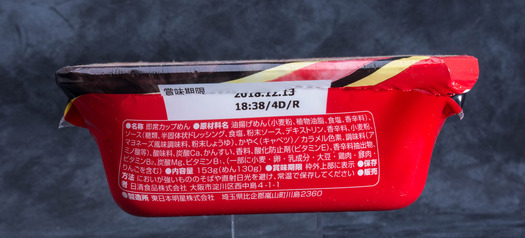 賞味期限 2018.12.13
18:38/4D/R
●名称 即席カップめん ●原材料名 油揚げめん(小麦粉、植物油脂、食塩、香辛料)、
ソース(糖類、半固体状ドレッシング、食塩、粉末ソース、デキストリン、香辛料、小麦粉、
マヨネーズ風味調味料、粉末しょうゆ)、かやく(キャベツ)/カラメル色素、調味料(ア
ミノ酸等)、酸味料、炭酸Ca、かんすい、香料、酸化防止剤(ビタミンE)、香辛料抽出物、
ビタミンB₂、炭酸Mg、ビタミンB₁、(一部に小麦・卵・乳成分・大豆・鶏肉・豚肉・
りんごを含む) ●内容量 153g(めん130g) ●賞味期限 枠外上部に表示 ●保存
方法 においが強いもののそばや直射日光を避け、常温で保存してください ●販売
者 日清食品株式会社 大阪市淀川区西中島4-1-1
●製造所 東日本明星株式会社 埼玉県比企郡嵐山町川島2360